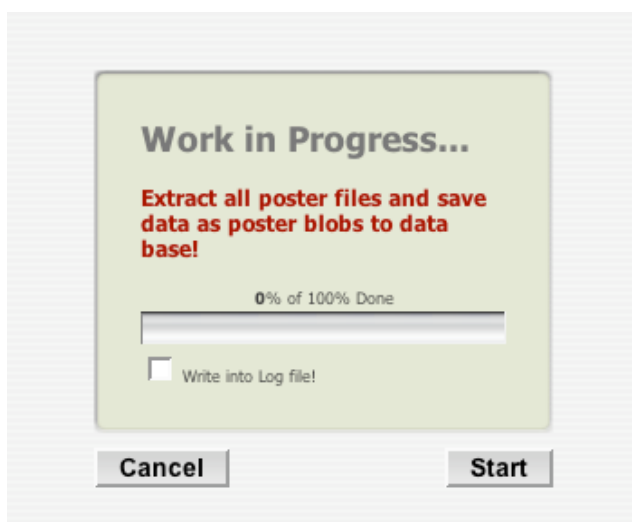 Work in Progress...
Extract all poster files and save
data as poster blobs to data
base!
0% of 100% Done
Write into Log file!
Cancel
Start